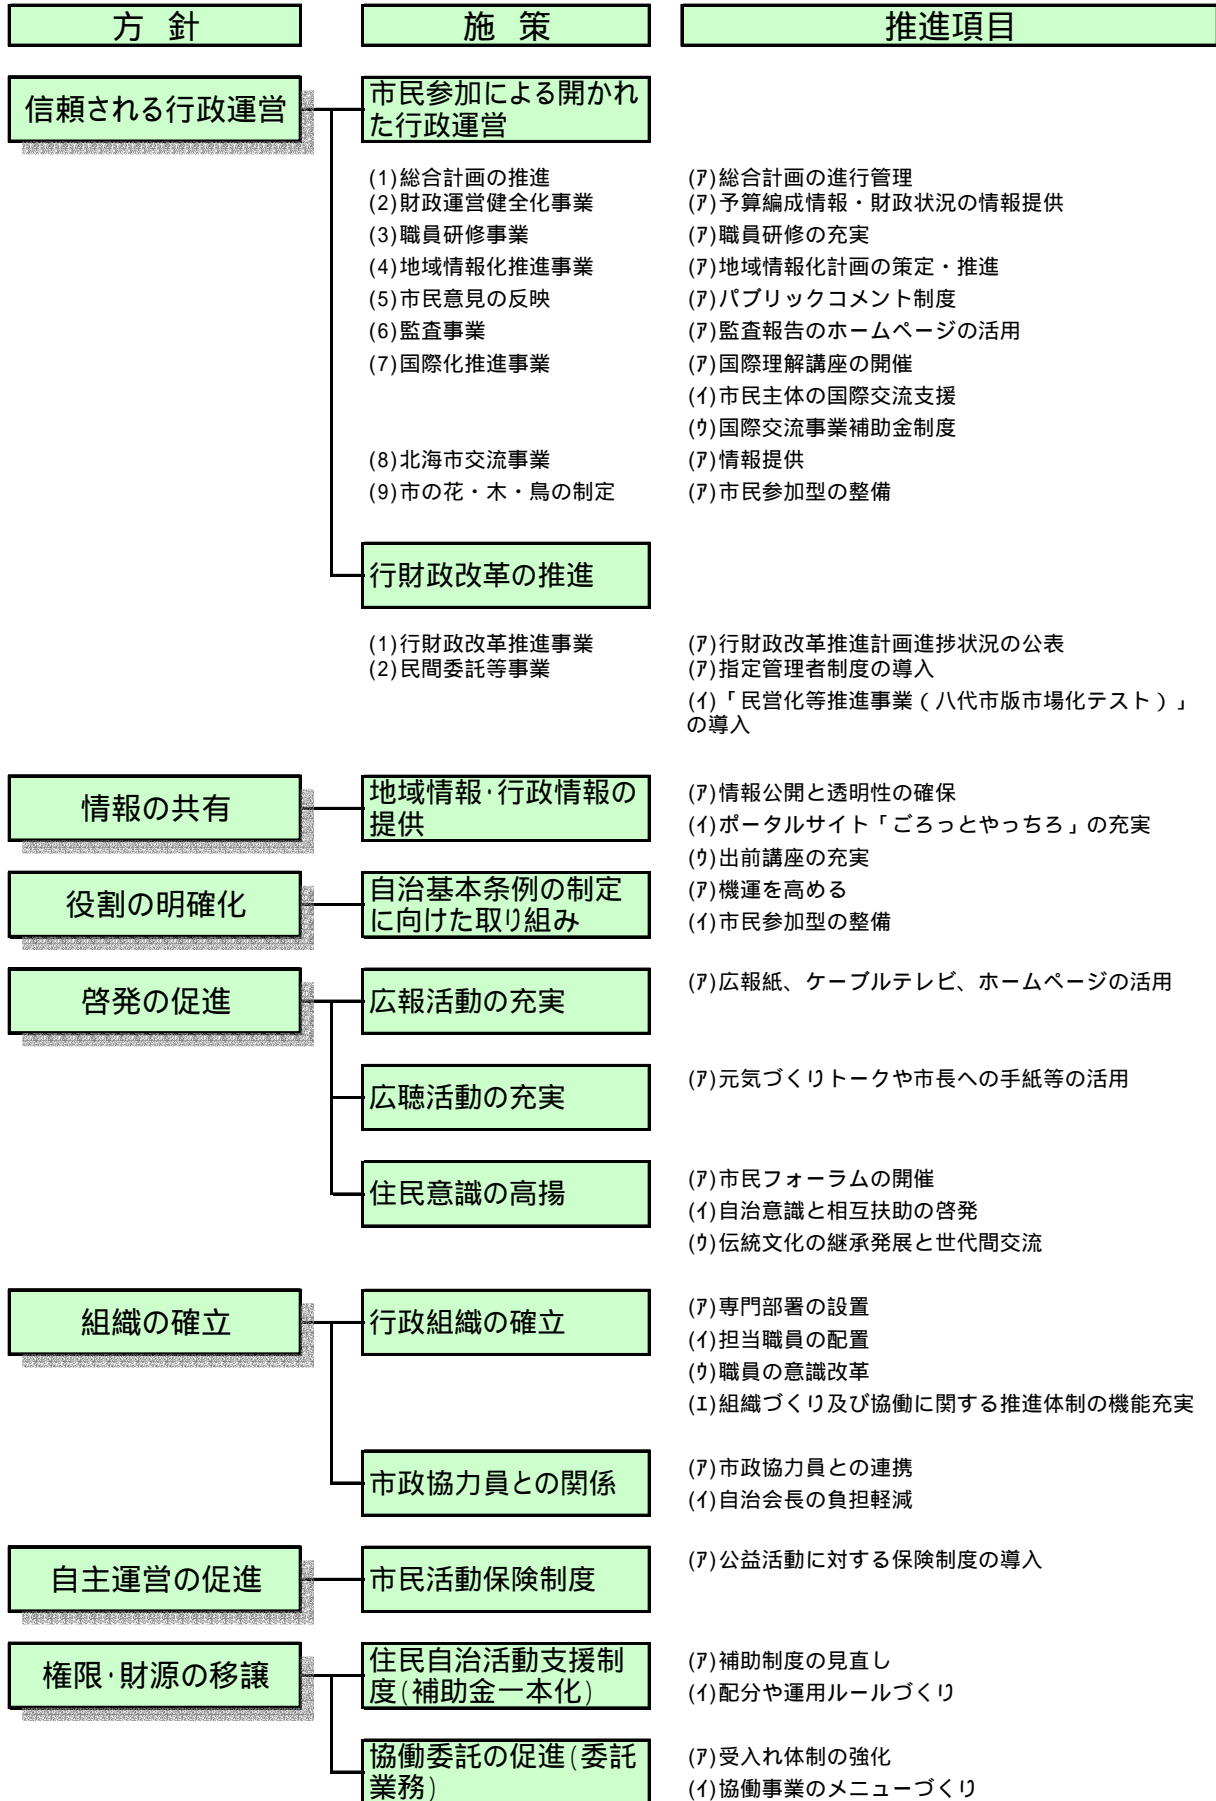 方 針
施 策
推進項目
信頼される行政運営
市民参加による開かれ
た行政運営
(1)総合計画の推進
(ｱ)総合計画の進行管理
(2)財政運営健全化事業
(ｱ)予算編成情報・財政状況の情報提供
(3)職員研修事業
(ｱ)職員研修の充実
(4)地域情報化推進事業
(ｱ)地域情報化計画の策定・推進
(5)市民意見の反映
(ｱ)パブリックコメント制度
(6)監査事業
(ｱ)監査報告のホームページの活用
(7)国際化推進事業
(ｱ)国際理解講座の開催
(ｲ)市民主体の国際交流支援
(ｳ)国際交流事業補助金制度
(8)北海市交流事業
(ｱ)情報提供
(9)市の花・木・鳥の制定
(ｱ)市民参加型の整備
行財政改革の推進
(1)行財政改革推進事業
(ｱ)行財政改革推進計画進捗状況の公表
(2)民間委託等事業
(ｱ)指定管理者制度の導入
(ｲ)「民営化等推進事業(八代市版市場化テスト)」
の導入
情報の共有
地域情報･行政情報の
提供
(ｱ)情報公開と透明性の確保
(ｲ)ポータルサイト「ごろっとやっちろ」の充実
(ｳ)出前講座の充実
役割の明確化
自治基本条例の制定
に向けた取り組み
(ｱ)機運を高める
(ｲ)市民参加型の整備
啓発の促進
広報活動の充実
(ｱ)広報紙、ケーブルテレビ、ホームページの活用
広聴活動の充実
(ｱ)元気づくりトークや市長への手紙等の活用
住民意識の高揚
(ｱ)市民フォーラムの開催
(ｲ)自治意識と相互扶助の啓発
(ｳ)伝統文化の継承発展と世代間交流
組織の確立
行政組織の確立
(ｱ)専門部署の設置
(ｲ)担当職員の配置
(ｳ)職員の意識改革
(ｴ)組織づくり及び協働に関する推進体制の機能充実
市政協力員との関係
(ｱ)市政協力員との連携
(ｲ)自治会長の負担軽減
自主運営の促進
市民活動保険制度
(ｱ)公益活動に対する保険制度の導入
権限･財源の移譲
住民自治活動支援制
度(補助金一本化)
(ｱ)補助制度の見直し
(ｲ)配分や運用ルールづくり
協働委託の促進(委託
業務)
(ｱ)受入れ体制の強化
(ｲ)協働事業のメニューづくり